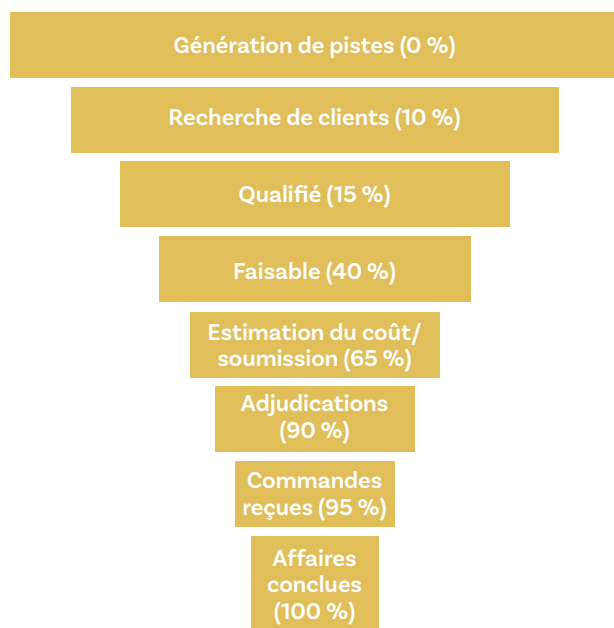 Génération de pistes (0 %)
Recherche de clients (10 %)
Qualifié (15 %)
Faisable (40 %)
Estimation du coût/
soumission (65 %)
Adjudications
(90 %)
Commandes
reçues (95 %)
Affaires
conclues
(100 %)